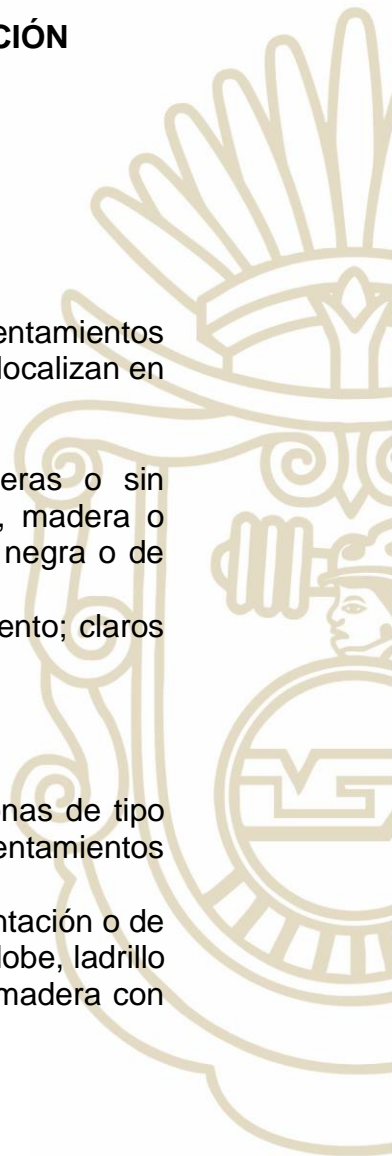 CIÓN
entamientos
localizan en
eras o sin
, madera o
negra o de
ento; claros
onas de tipo
entamientos
ntación o de
lobe, ladrillo
madera con